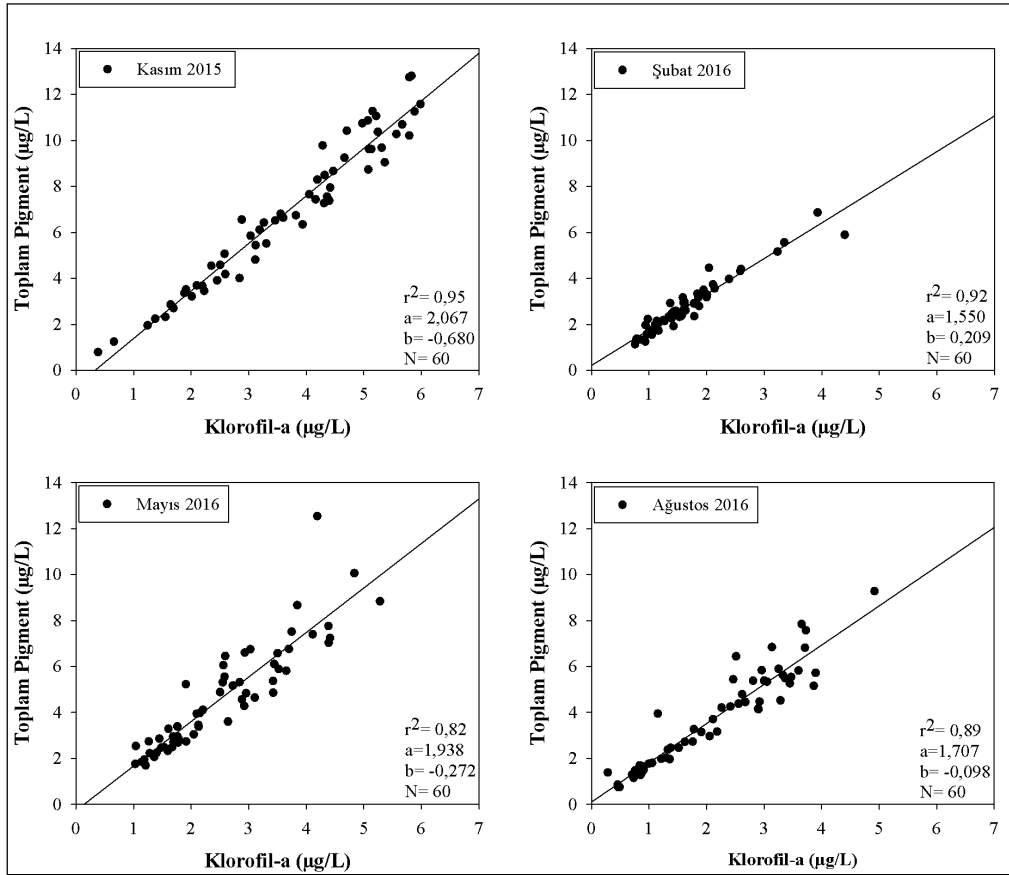 Kasım 2015
Toplam Pigment (µg/L)
14
12
10
8
6
4
2
0
r2= 0,95
a= 2,067
b= -0,680
N= 60
0 1 2 3 4 5 6 7
Klorofil-a (µg/L)
Şubat 2016
Toplam Pigment (µg/L)
14
12
10
8
6
4
2
0
r2= 0,92
a=1,550
b= 0,209
N= 60
0 1 2 3 4 5 6 7
Klorofil-a (µg/L)
Mayıs 2016
Toplam Pigment (µg/L)
14
12
10
8
6
4
2
0
r2= 0,82
a=1,938
b= -0,272
N= 60
0 1 2 3 4 5 6 7
Klorofil-a (µg/L)
Ağustos 2016
Toplam Pigment (µg/L)
14
12
10
8
6
4
2
0
r2= 0,89
a=1,707
b= -0,098
N= 60
0 1 2 3 4 5 6 7
Klorofil-a (µg/L)